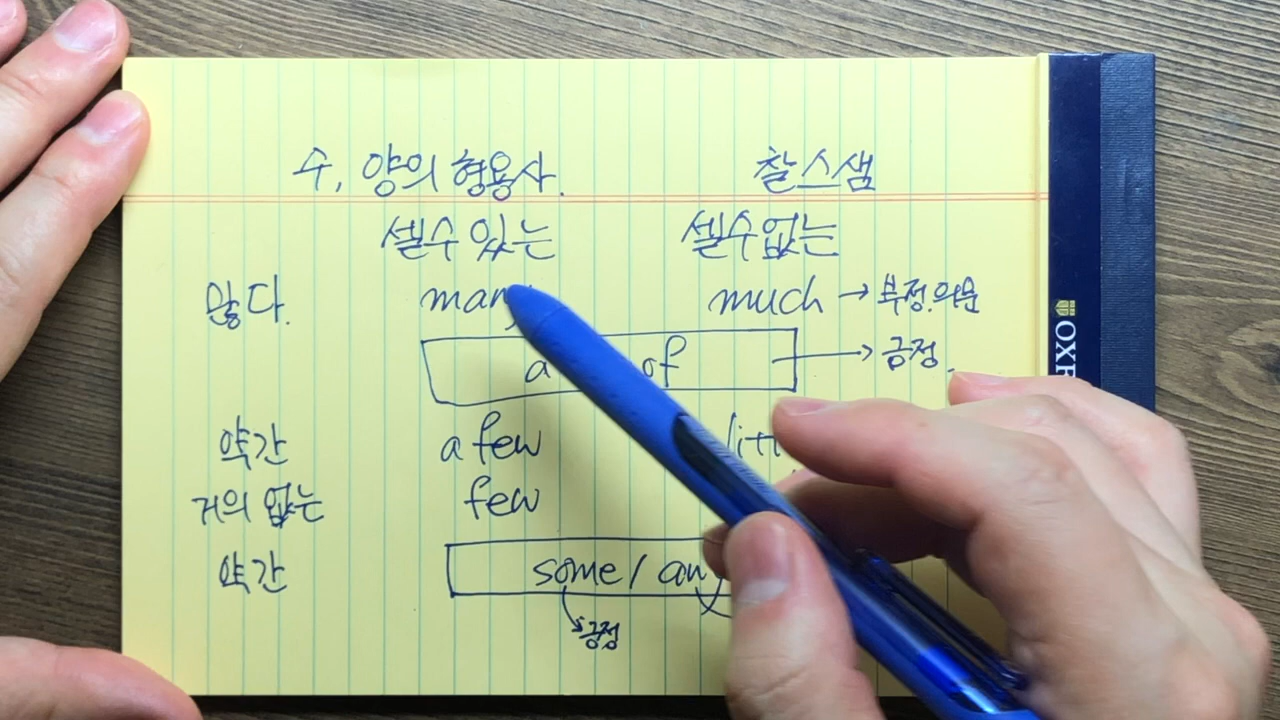 수, 양의 형용사. 찰스샘
셀수 있는 셀수없는
많다. many much → 부정.의문
a of → 긍정.
약간 a few
거의 없는 few
약간 some / any
긍정